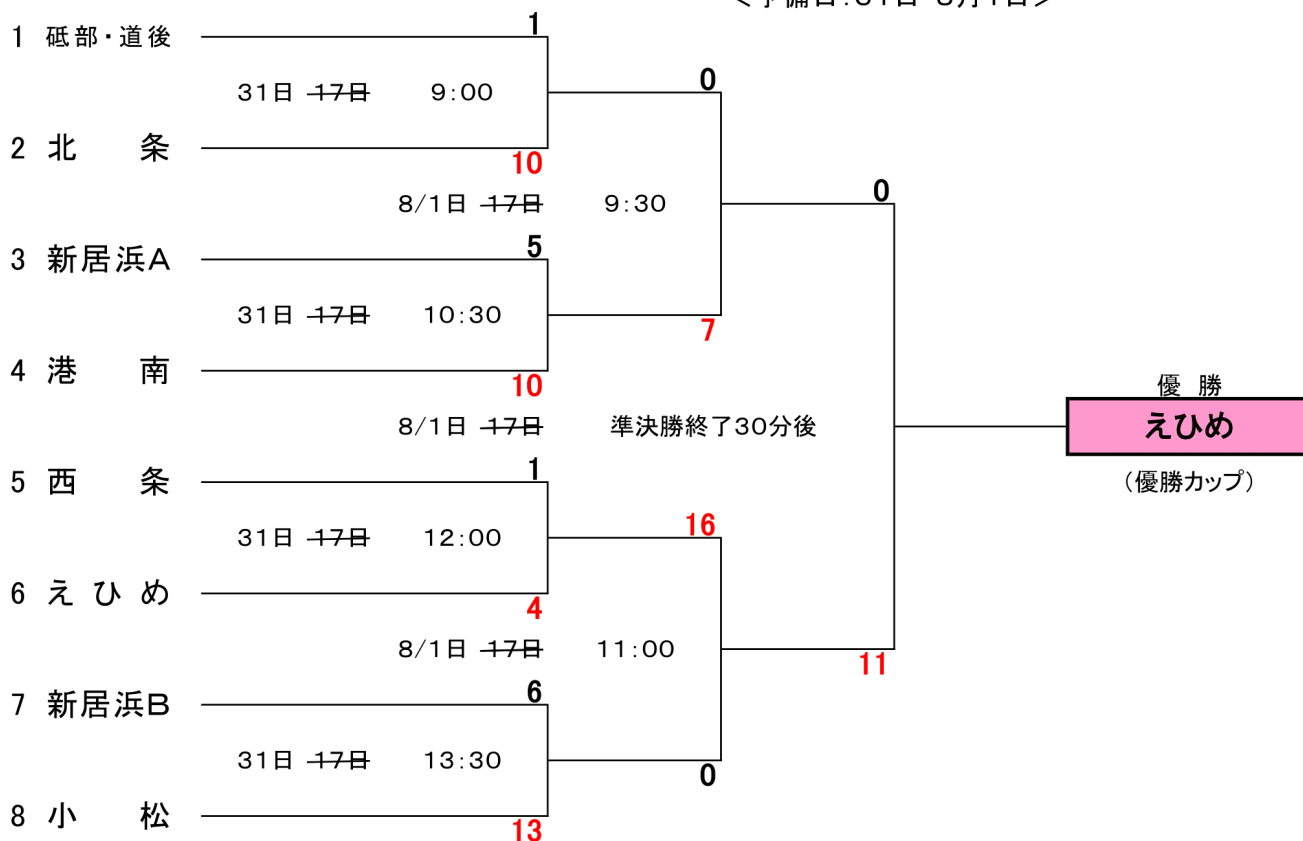 1
1 砥部・道後
0
31日 17日 9:00
2 北 条
10
8/1日 17日 9:30
0
5
3 新居浜A
31日 17日 10:30
7
4 港 南
10
優 勝
8/1日 17日 準決勝終了30分後
えひめ
1
5 西 条
(優勝カップ)
16
31日 17日 12:00
6 え ひ め
4
8/1日 17日 11:00
11
6
7 新居浜B
31日 17日 13:30
0
8 小 松
13